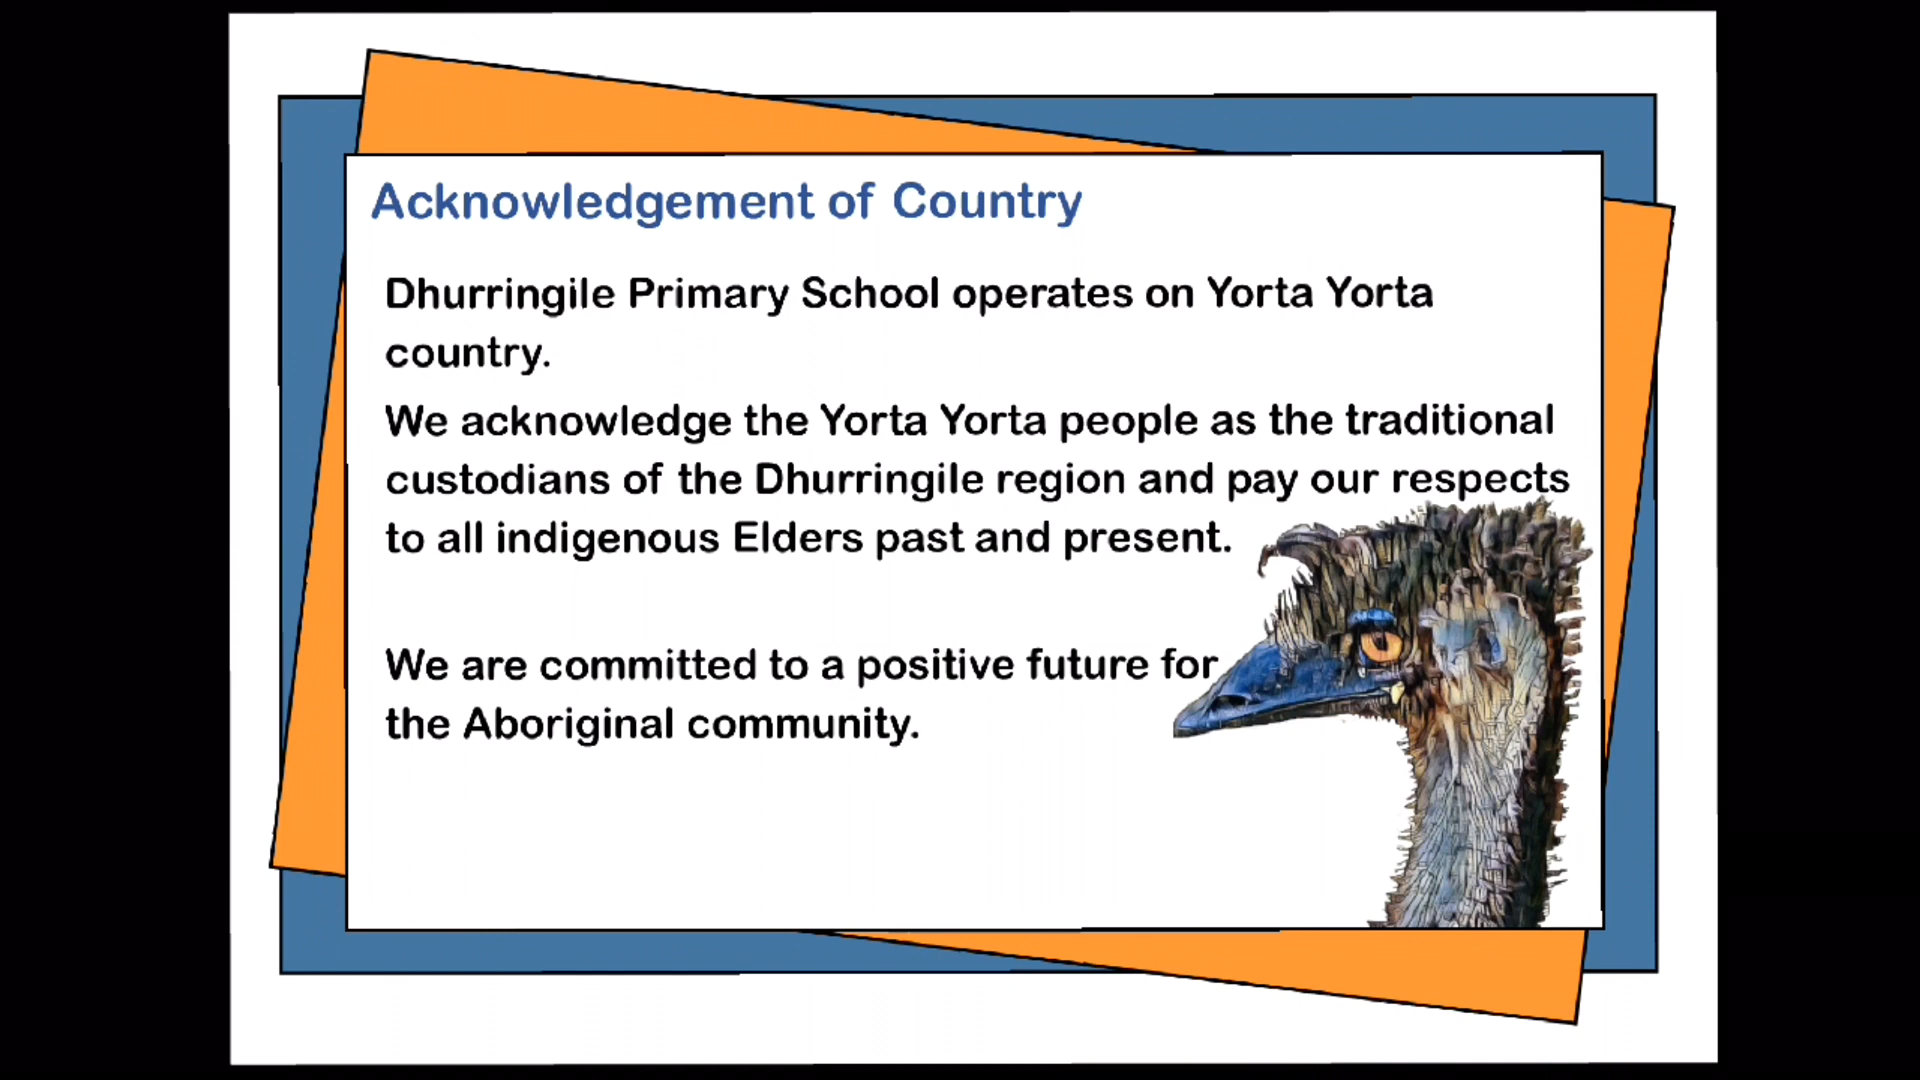 Acknowledgement of Country
Dhurringile Primary School operates on Yorta Yorta
country.
We acknowledge the Yorta Yorta people as the traditional
custodians of the Dhurringile region and pay our respects
to all indigenous Elders past and present.
We are committed to a positive future for
the Aboriginal community.